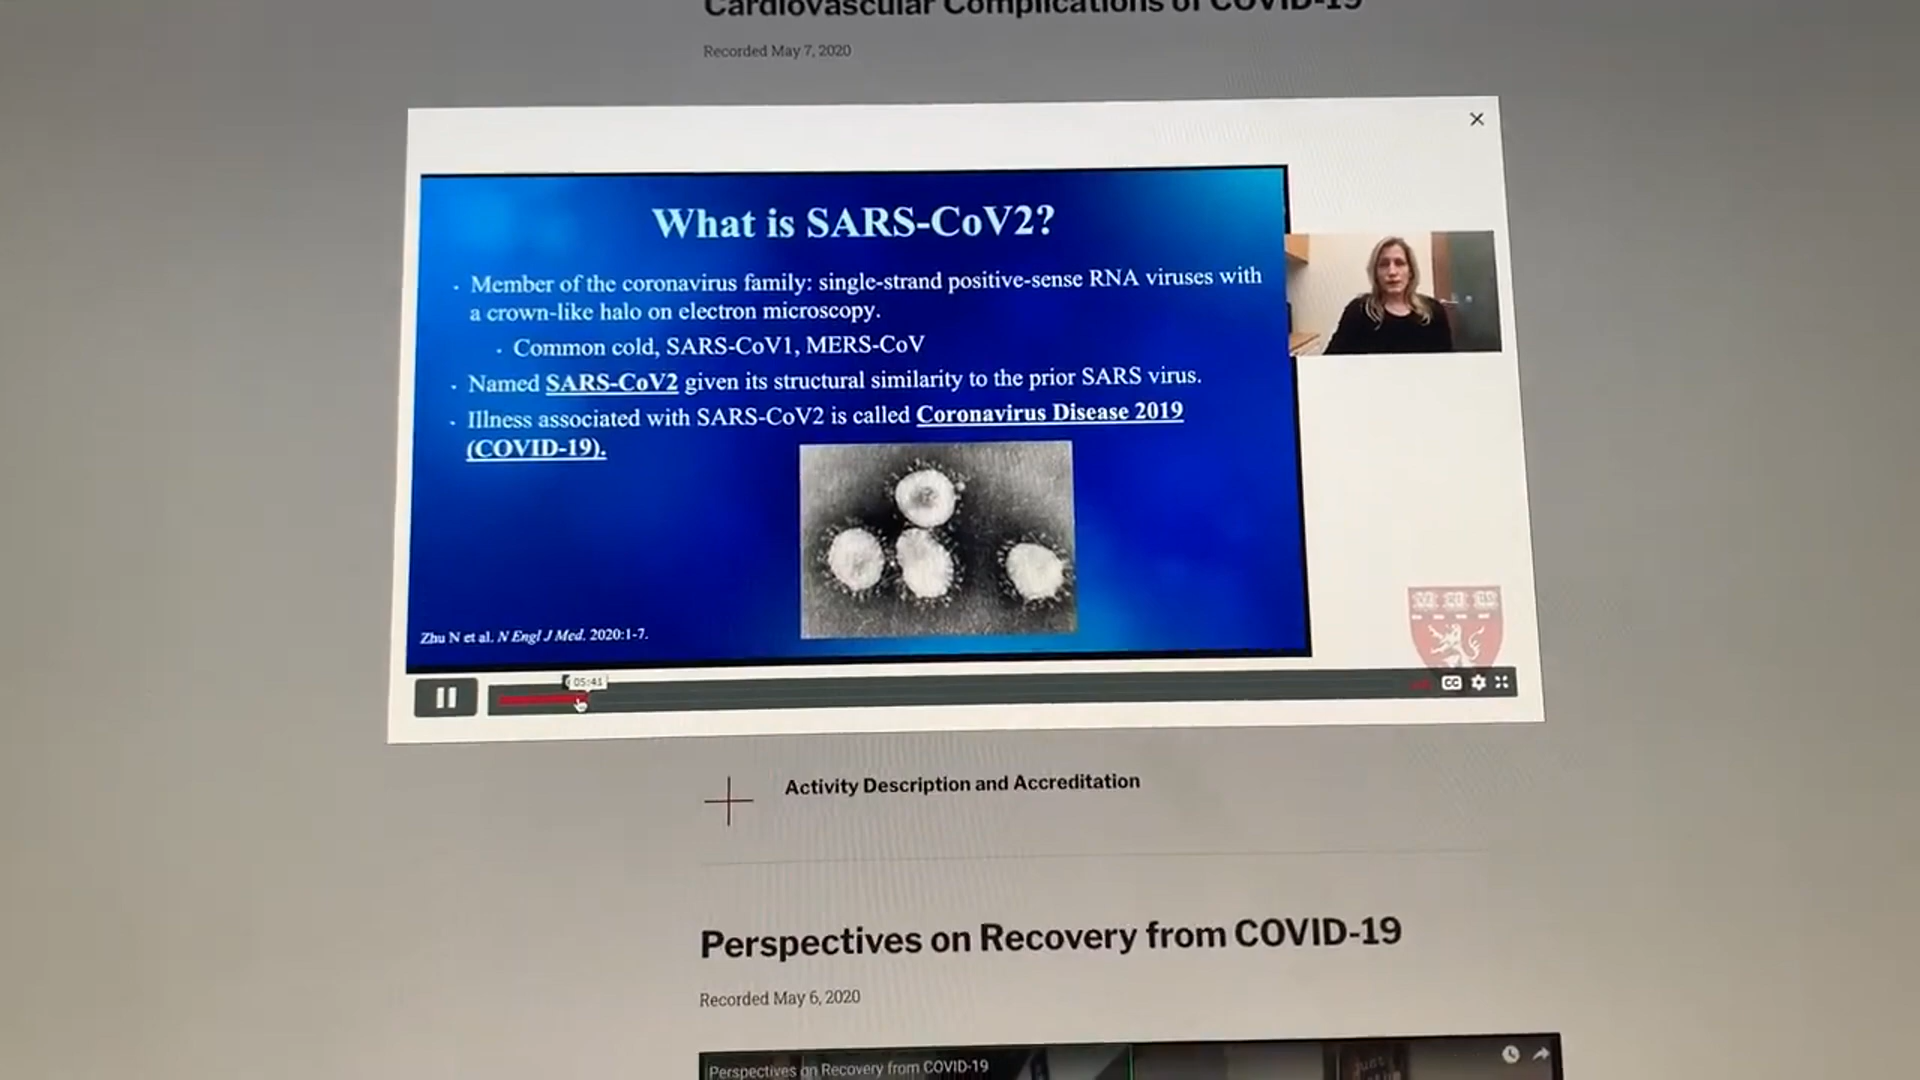 Cardiovascular Complications of COVID-19
Recorded May 7, 2020
What is SARS-CoV2?
· Member of the coronavirus family: single-strand positive-sense RNA viruses with
a crown-like halo on electron microscopy.
· Common cold, SARS-CoV1, MERS-CoV
· Named SARS-CoV2 given its structural similarity to the prior SARS virus.
· Illness associated with SARS-CoV2 is called Coronavirus Disease 2019
(COVID-19).
Zhu N et al. N Engl J Med. 2020:1-7.
05:41
CC
Activity Description and Accreditation
Perspectives on Recovery from COVID-19
Recorded May 6, 2020
Perspectives on Recovery from COVID-19